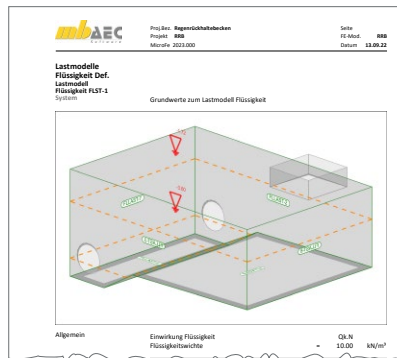 mb AEC
Software
Proj.Bez. Regenrückhaltebecken
Projekt RRB
MicroFe 2023.000
Seite
FE-Mod. RRB
Datum 13.09.22
Lastmodelle
Flüssigkeit Def.
Lastmodell
Flüssigkeit FLST-1
System
Grundwerte zum Lastmodell Flüssigkeit
Allgemein
Einwirkung Flüssigkeit Qk.N
Flüssigkeitswichte = 10.00 kN/m³